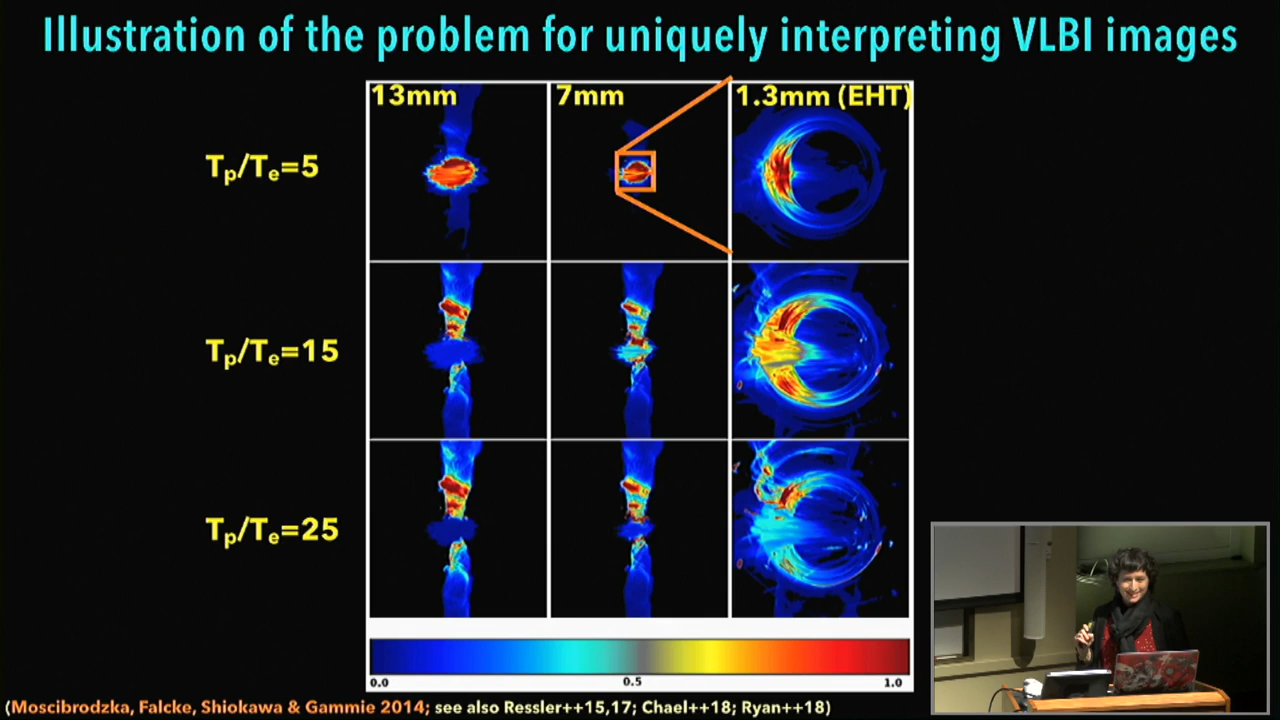 Illustration of the problem for uniquely interpreting VLBI images
13mm
7mm
1.3mm (EHT)
Tp/Te=5
Tp/Te=15
Tp/Te=25
0.0
0.5
1.0
(Moscibrodzka, Falcke, Shiokawa & Gammie 2014; see also Ressler++15,17; Chael++18; Ryan++18)